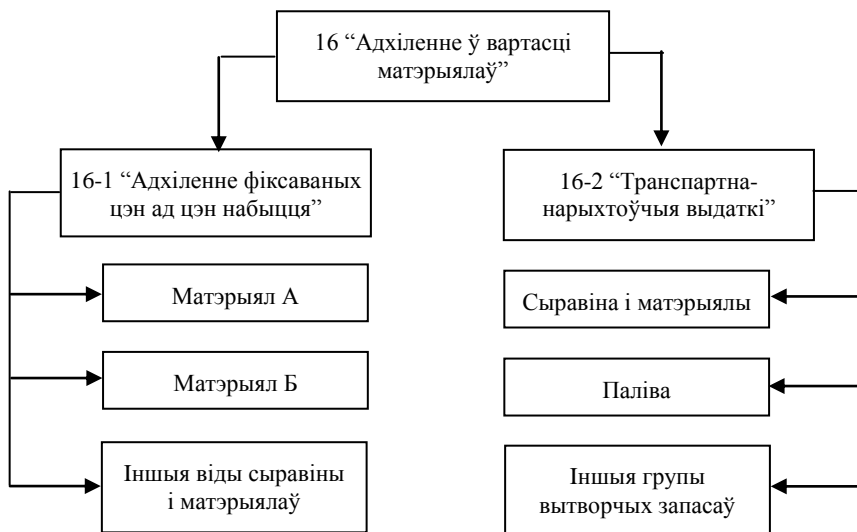 16 “Адхіленне ў вартасці
матэрыялаў”
16-1 “Адхіленне фіксаваных
цэн ад цэн набыцця”
16-2 “Транспартна-
нарыхтоўчыя выдаткі”
Матэрыял А
Сыравіна і матэрыялы
Матэрыял Б
Паліва
Іншыя віды сыравіны
і матэрыялаў
Іншыя групы
вытворчых запасаў